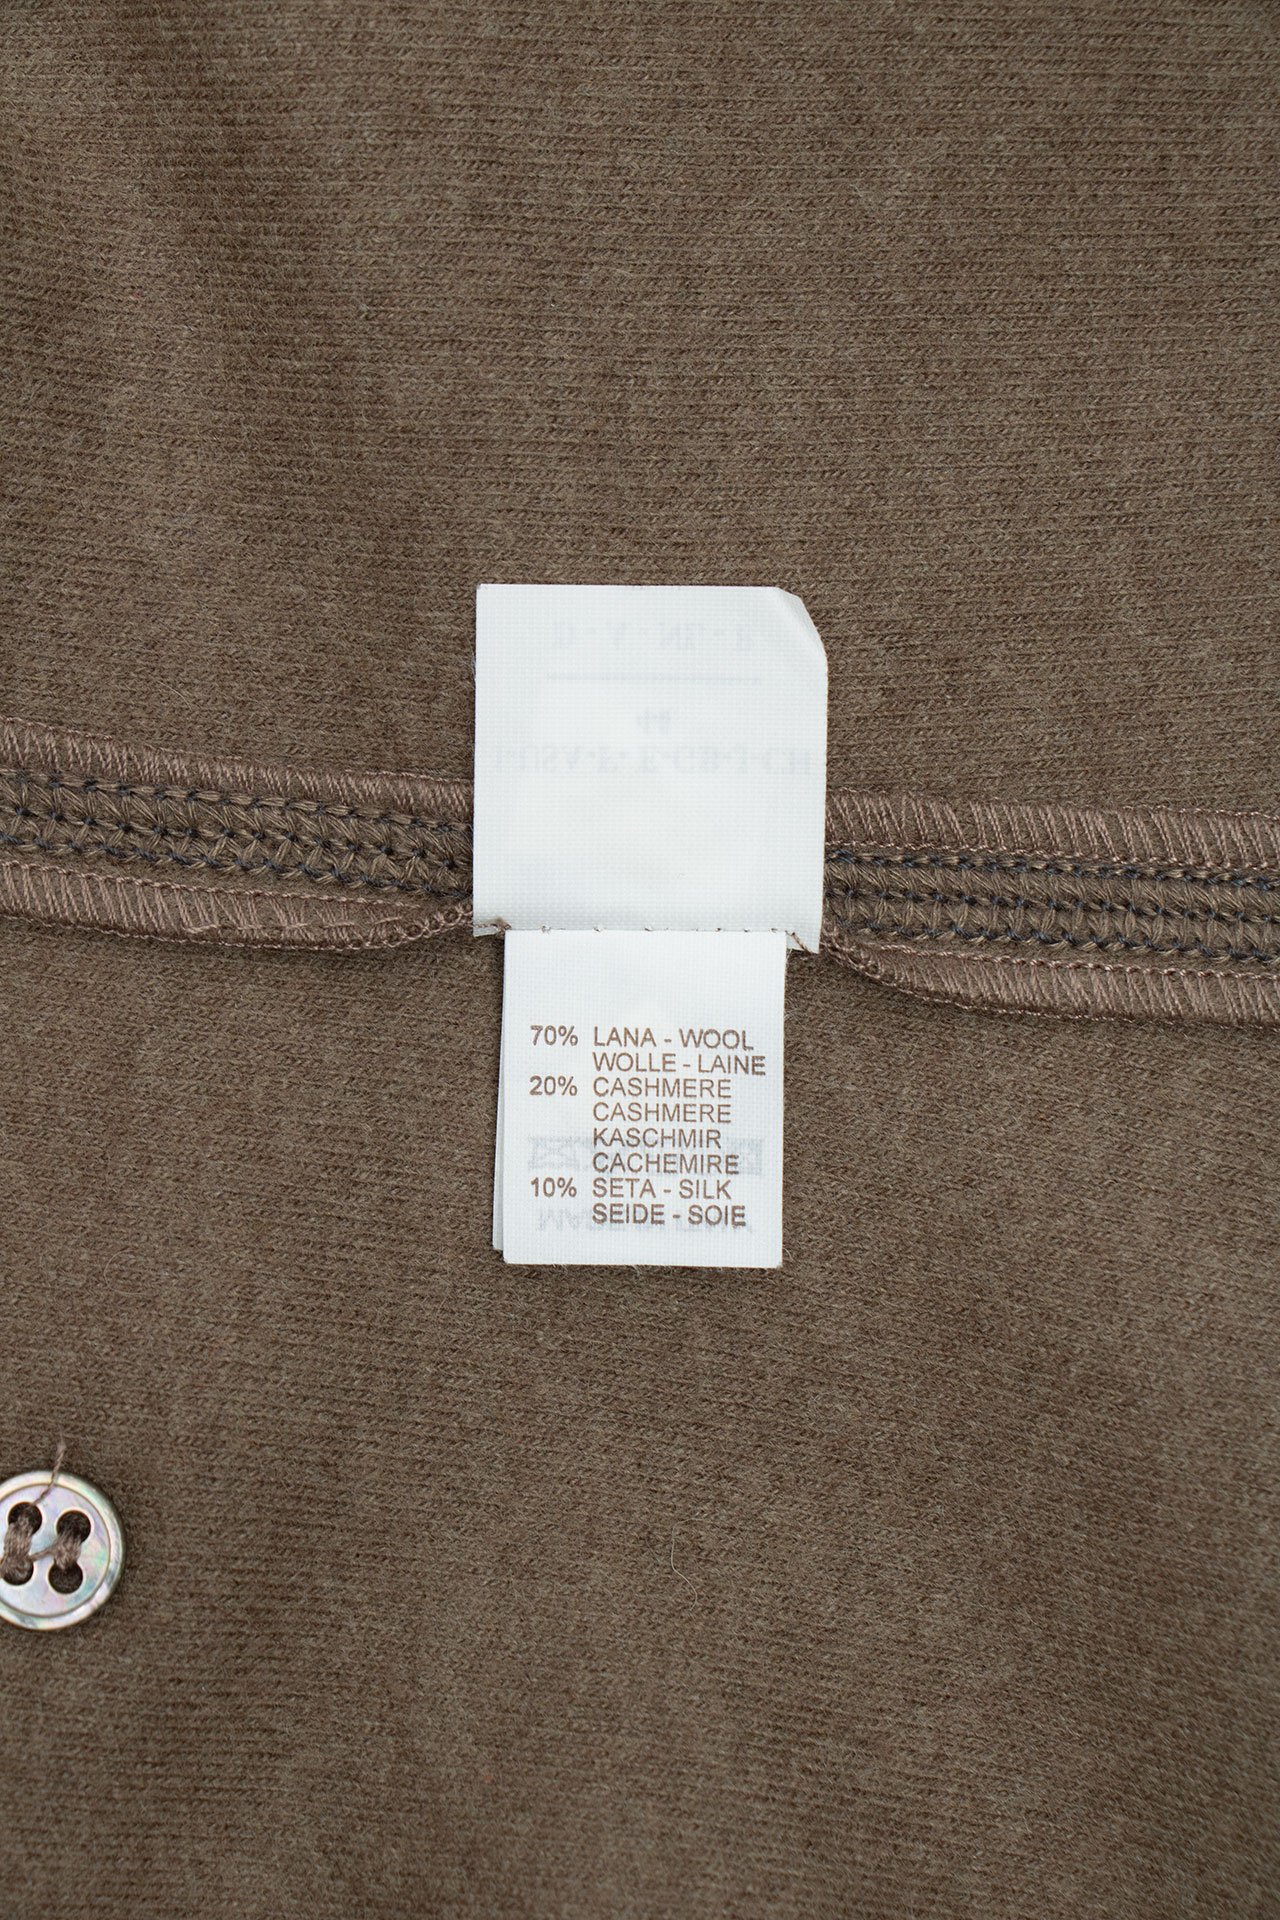 70% LANA - WOOL
WOLLE - LAINE
20% CASHMERE
CASHMERE
KASCHMIR
CACHEMIRE
10% SETA - SILK
SEIDE - SOIE